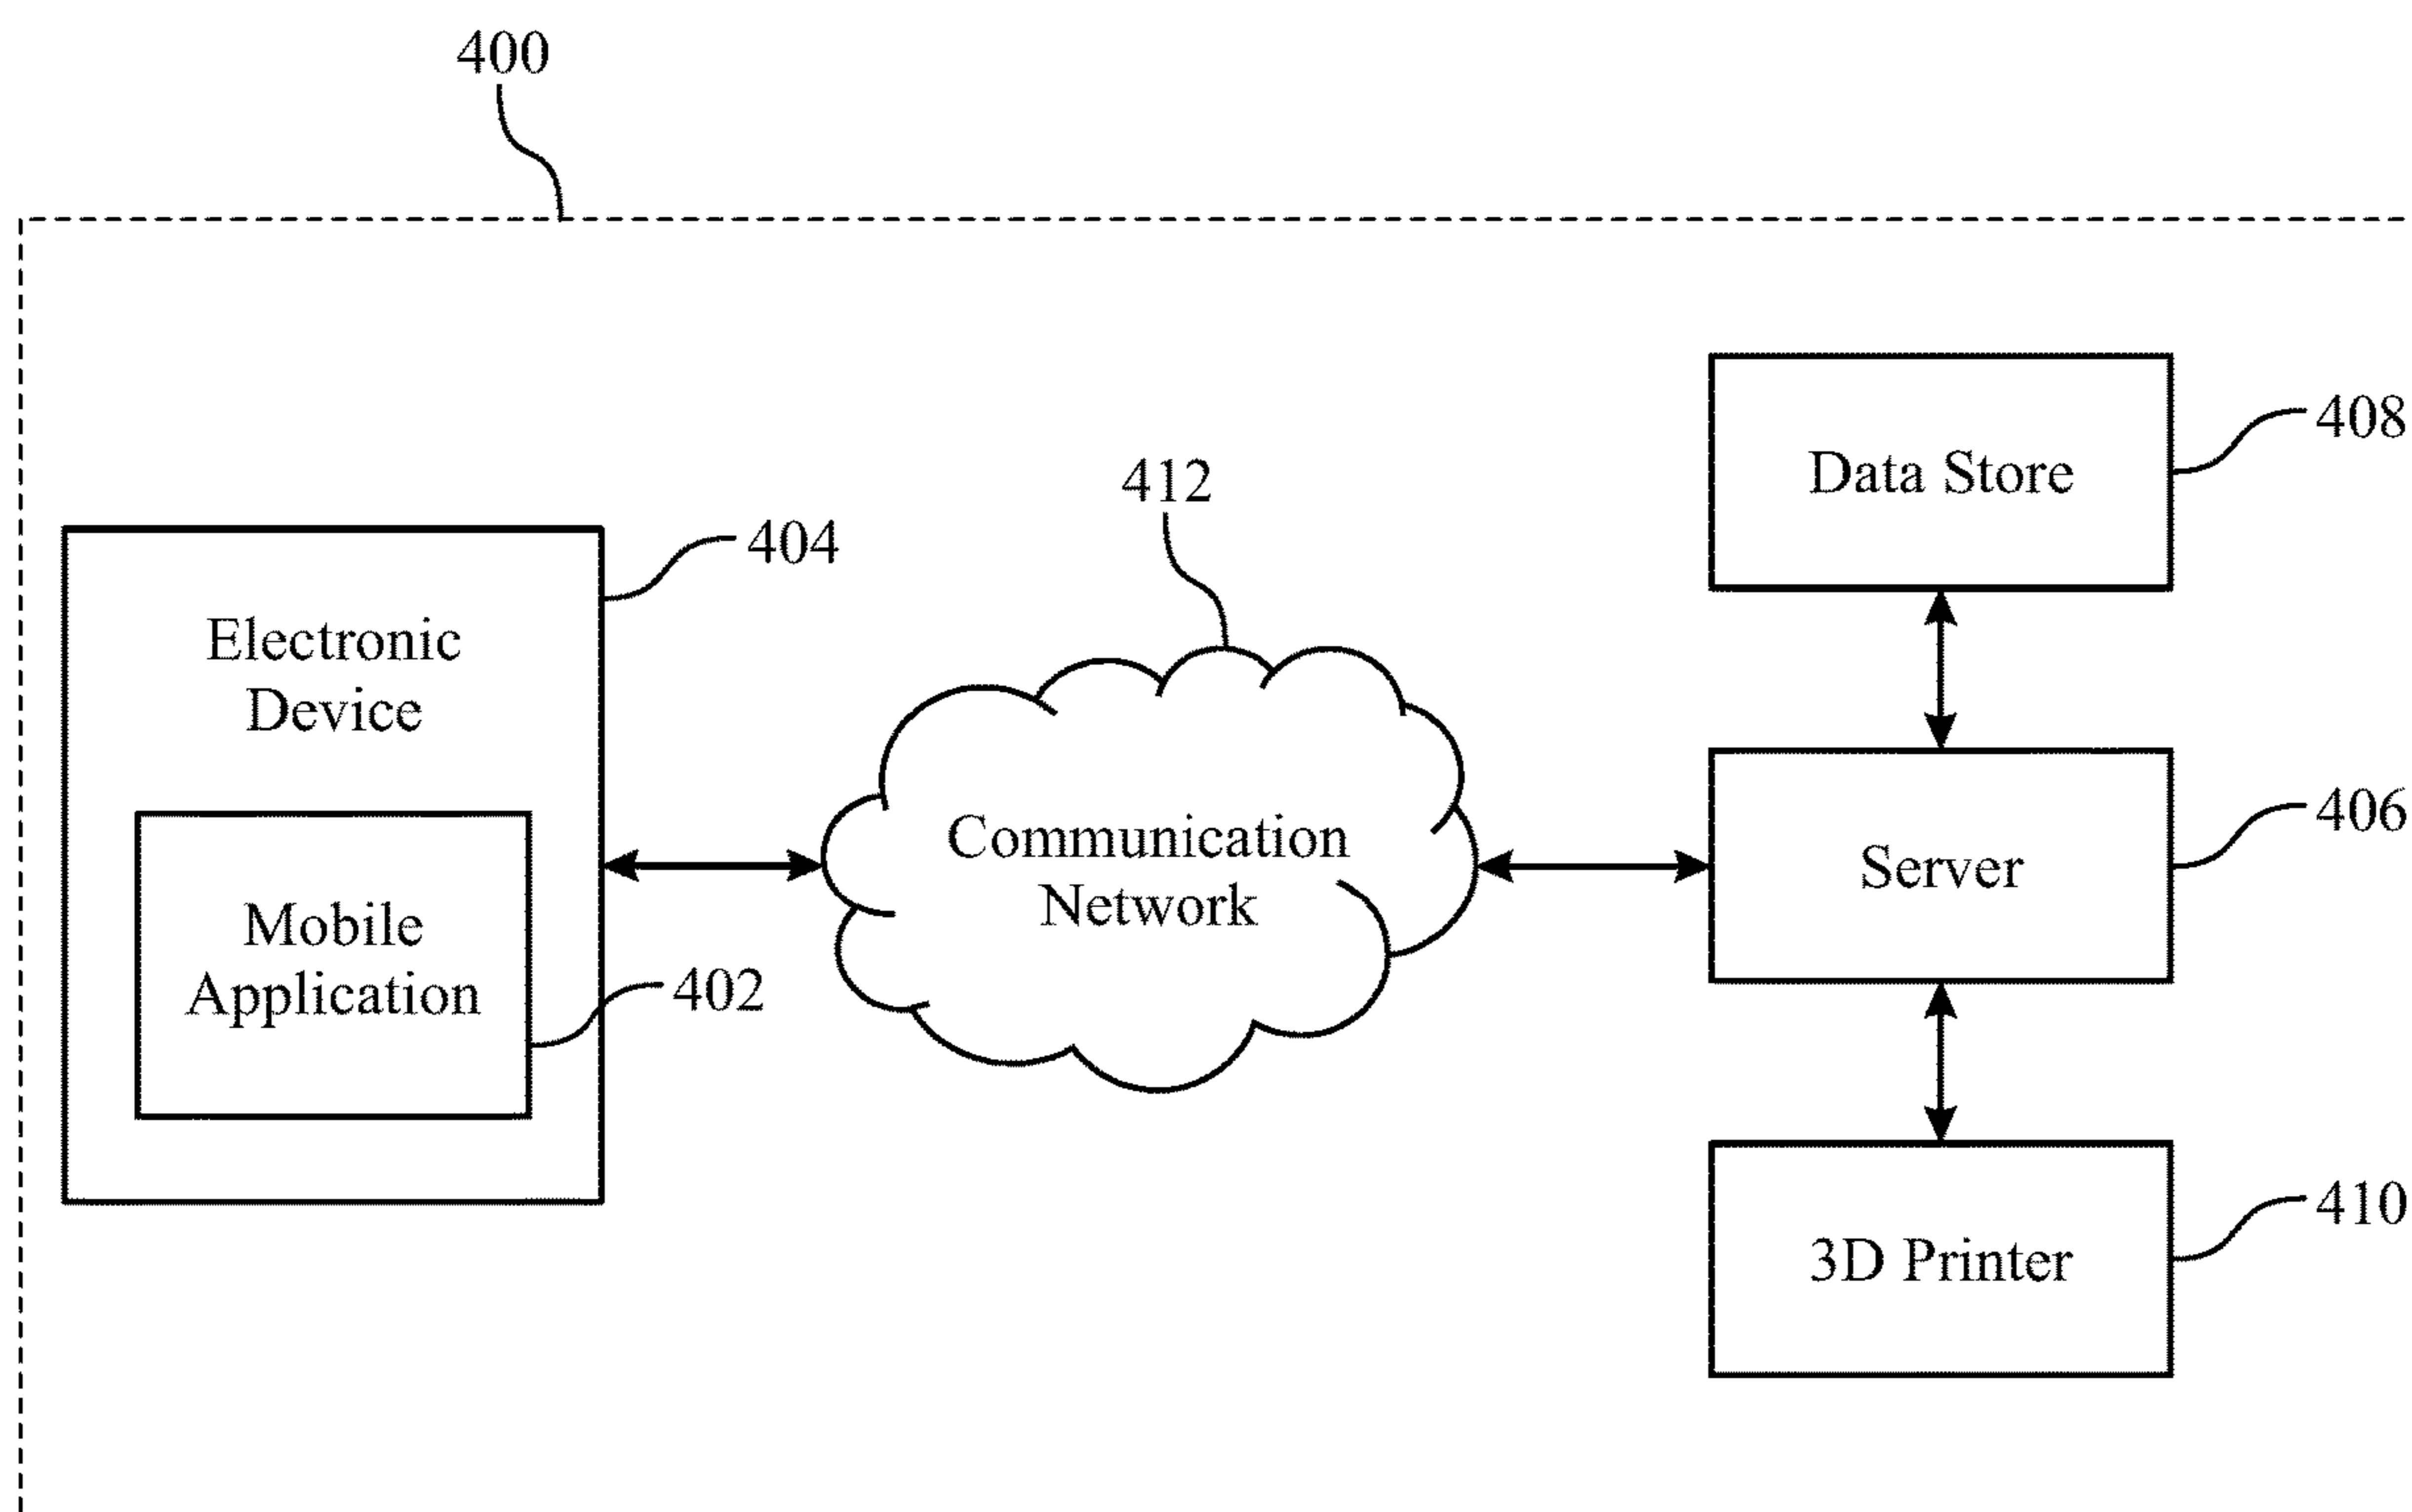 400
408
Data Store
412
404
Electronic
Device
406
Communication
Network
Server
Mobile
Application
402
410
3D Printer